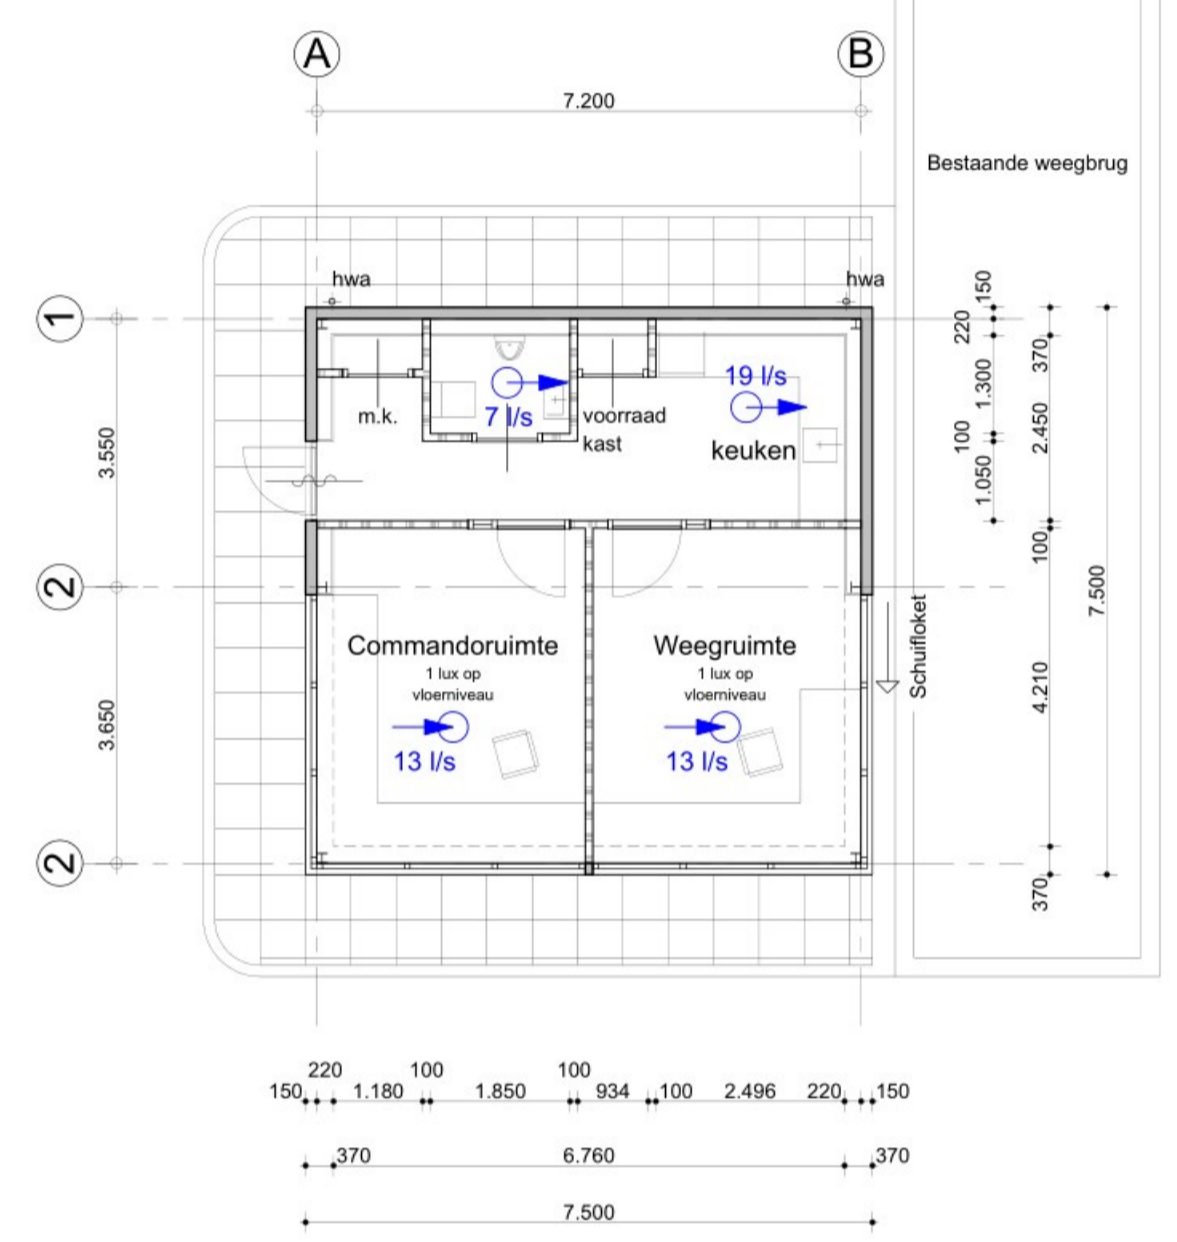 A
B
7.200
Bestaande weegbrug
hwa
hwa
1
150
220
370
19 l/s
7 l/s
m.k.
voorraad
kast
keuken
1.300
2.450
100
3.550
1.050
100
2
7.500
Schuifloket
Commandoruimte
1 lux op
vloerniveau
Weegruimte
1 lux op
vloerniveau
4.210
3.650
13 l/s
13 l/s
2
370
220
100
100
150
1.180
1.850
934
100
2.496
220
150
370
6.760
370
7.500